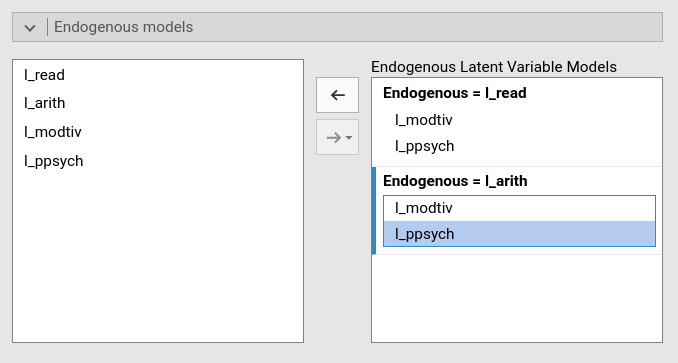 Endogenous models
l_read
l_arith
l_modtiv
l_ppsych
Endogenous Latent Variable Models
Endogenous = l_read
l_modtiv
l_ppsych
Endogenous = l_arith
l_modtiv
l_ppsych